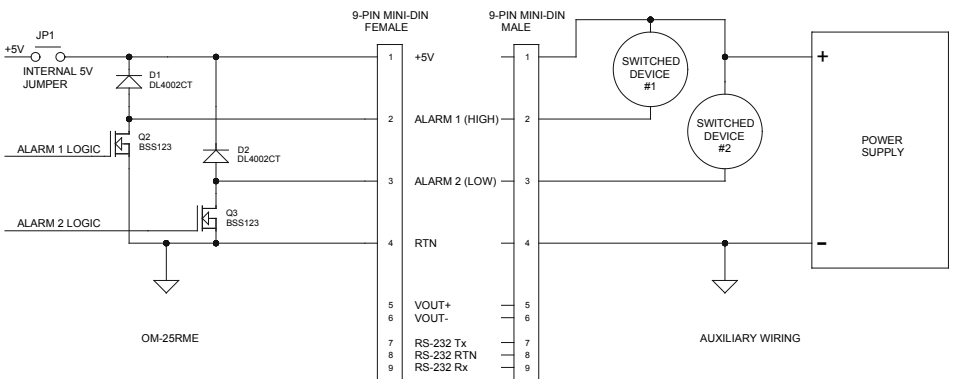 9-PIN MINI-DIN
FEMALE
9-PIN MINI-DIN
MALE
JP1
+5V
INTERNAL 5V
JUMPER
D1
DL4002CT
1
+5V
1
SWITCHED
DEVICE
#1
+
2
ALARM 1 (HIGH)
2
Q2
BSS123
ALARM 1 LOGIC
D2
DL4002CT
SWITCHED
DEVICE
#2
POWER
SUPPLY
3
ALARM 2 (LOW)
3
Q3
BSS123
ALARM 2 LOGIC
4
RTN
4
-
5
VOUT+
5
6
VOUT-
6
OM-25RME
AUXILIARY WIRING
7
RS-232 Tx
7
8
RS-232 RTN
8
9
RS-232 Rx
9